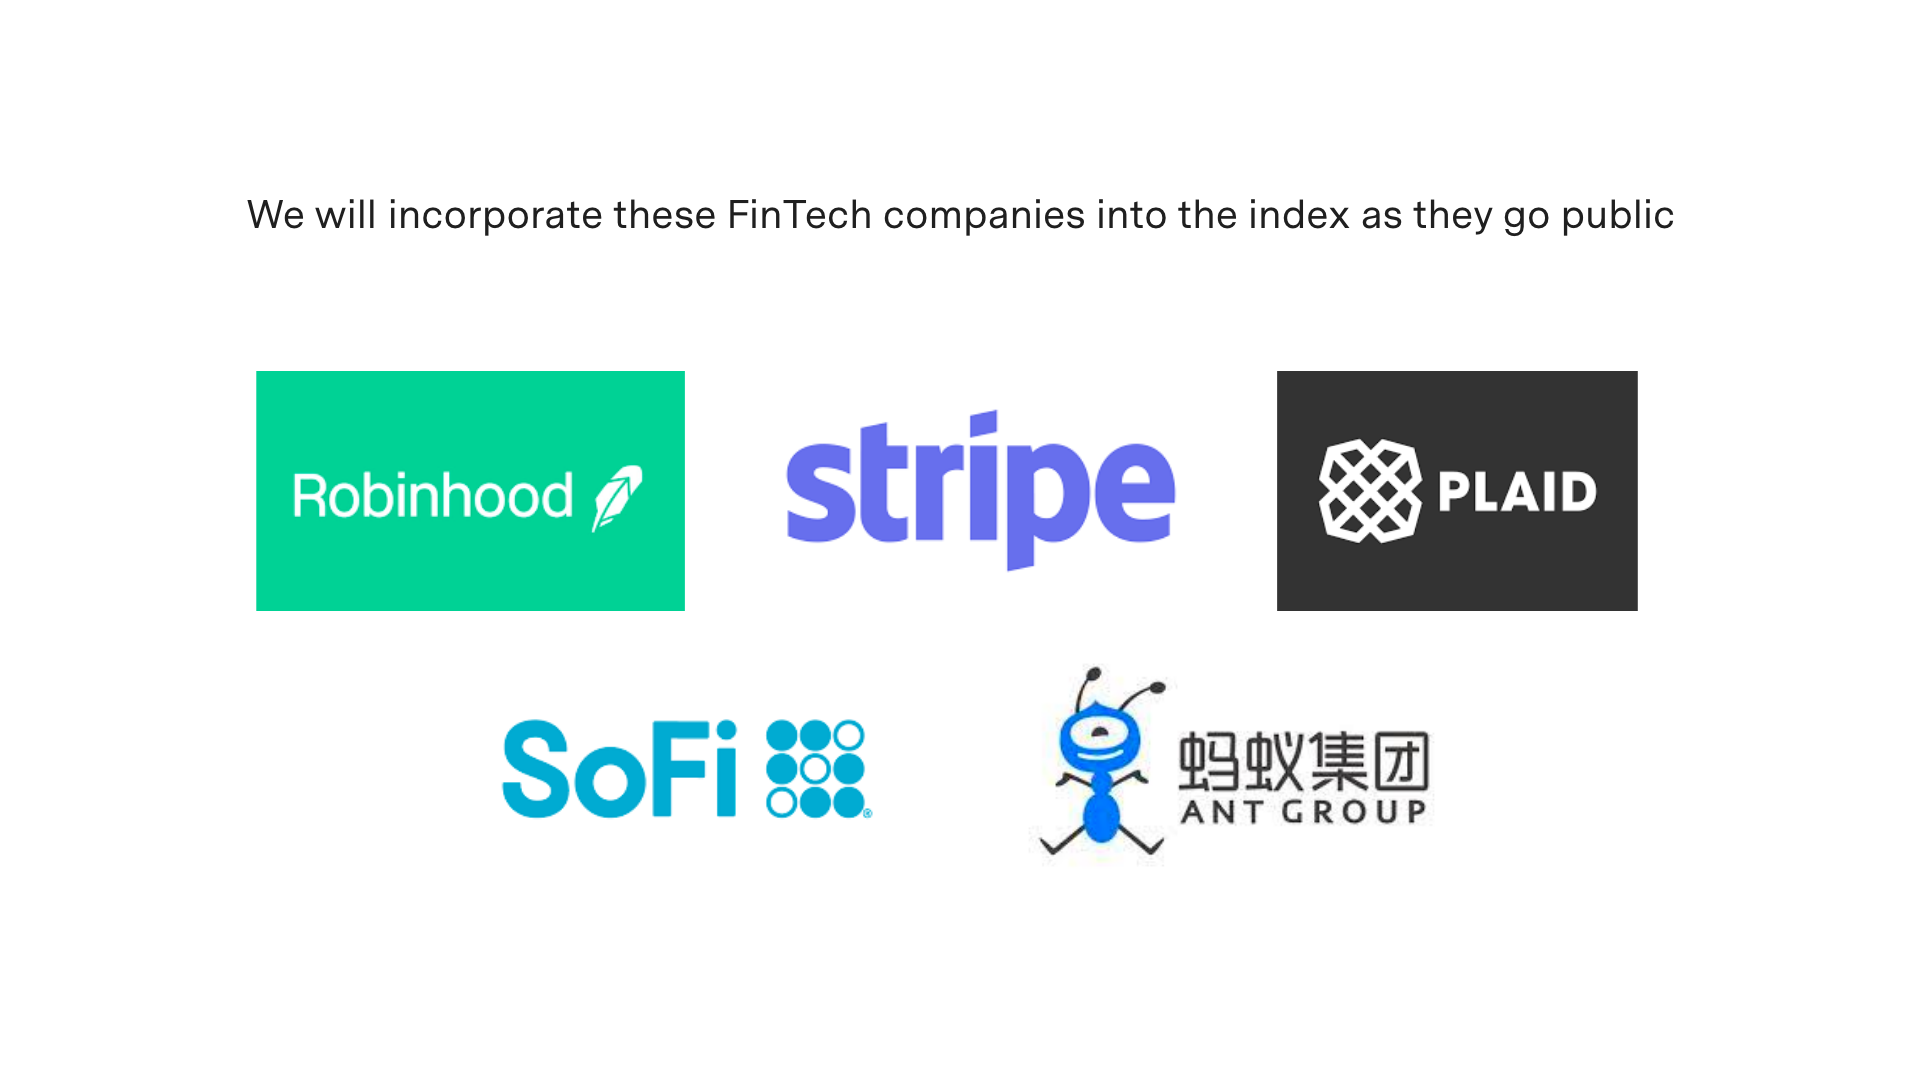 We will incorporate these FinTech companies into the index as they go public
Robinhood
stripe
PLAID
SoFi
®
蚂蚁集团
ANT GROUP